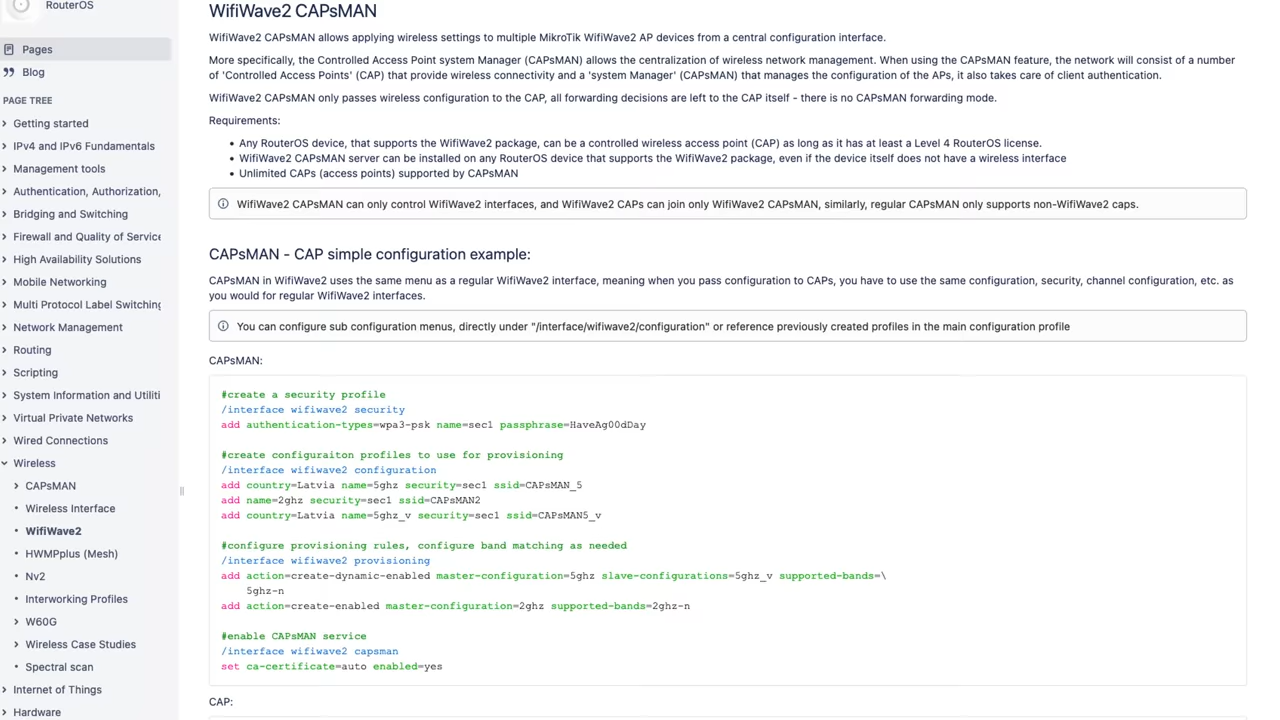 RouterOS
Pages
Blog
PAGE TREE
Getting started
IPv4 and IPv6 Fundamentals
Management tools
Authentication, Authorization,
Bridging and Switching
Firewall and Quality of Service
High Availability Solutions
Mobile Networking
Multi Protocol Label Switching
Network Management
Routing
Scripting
System Information and Utiliti
Virtual Private Networks
Wired Connections
Wireless
CAPsMAN
Wireless Interface
WifiWave2
HWMPplus (Mesh)
Nv2
Interworking Profiles
W60G
Wireless Case Studies
Spectral scan
Internet of Things
Hardware
WifiWave2 CAPsMAN
WifiWave2 CAPsMAN allows applying wireless settings to multiple MikroTik WifiWave2 AP devices from a central configuration interface.
More specifically, the Controlled Access Point system Manager (CAPsMAN) allows the centralization of wireless network management. When using the CAPsMAN feature, the network will consist of a number
of 'Controlled Access Points' (CAP) that provide wireless connectivity and a 'system Manager' (CAPsMAN) that manages the configuration of the APs, it also takes care of client authentication.
WifiWave2 CAPsMAN only passes wireless configuration to the CAP, all forwarding decisions are left to the CAP itself - there is no CAPsMAN forwarding mode.
Requirements:
• Any RouterOS device, that supports the WifiWave2 package, can be a controlled wireless access point (CAP) as long as it has at least a Level 4 RouterOS license.
• WifiWave2 CAPsMAN server can be installed on any RouterOS device that supports the WifiWave2 package, even if the device itself does not have a wireless interface
• Unlimited CAPs (access points) supported by CAPsMAN
WifiWave2 CAPsMAN can only control WifiWave2 interfaces, and WifiWave2 CAPs can join only WifiWave2 CAPsMAN, similarly, regular CAPsMAN only supports non-WifiWave2 caps.
CAPsMAN - CAP simple configuration example:
CAPsMAN in WifiWave2 uses the same menu as a regular WifiWave2 interface, meaning when you pass configuration to CAPs, you have to use the same configuration, security, channel configuration, etc. as
you would for regular WifiWave2 interfaces.
You can configure sub configuration menus, directly under "/interface/wifiwave2/configuration" or reference previously created profiles in the main configuration profile
CAPsMAN:
#create a security profile
/interface wifiwave2 security
add authentication-types=wpa3-psk name=sec1 passphrase=HaveAg00dDay
#create configuraiton profiles to use for provisioning
/interface wifiwave2 configuration
add country=Latvia name=5ghz security=sec1 ssid=CAPsMAN_5
add name=2ghz security=sec1 ssid=CAPsMAN2
add country=Latvia name=5ghz_v security=sec1 ssid=CAPsMAN5_v
#configure provisioning rules, configure band matching as needed
/interface wifiwave2 provisioning
add action=create-dynamic-enabled master-configuration=5ghz slave-configurations=5ghz_v supported-bands=\
5ghz-n
add action=create-enabled master-configuration=2ghz supported-bands=2ghz-n
#enable CAPsMAN service
/interface wifiwave2 capsman
set ca-certificate=auto enabled=yes
CAP: